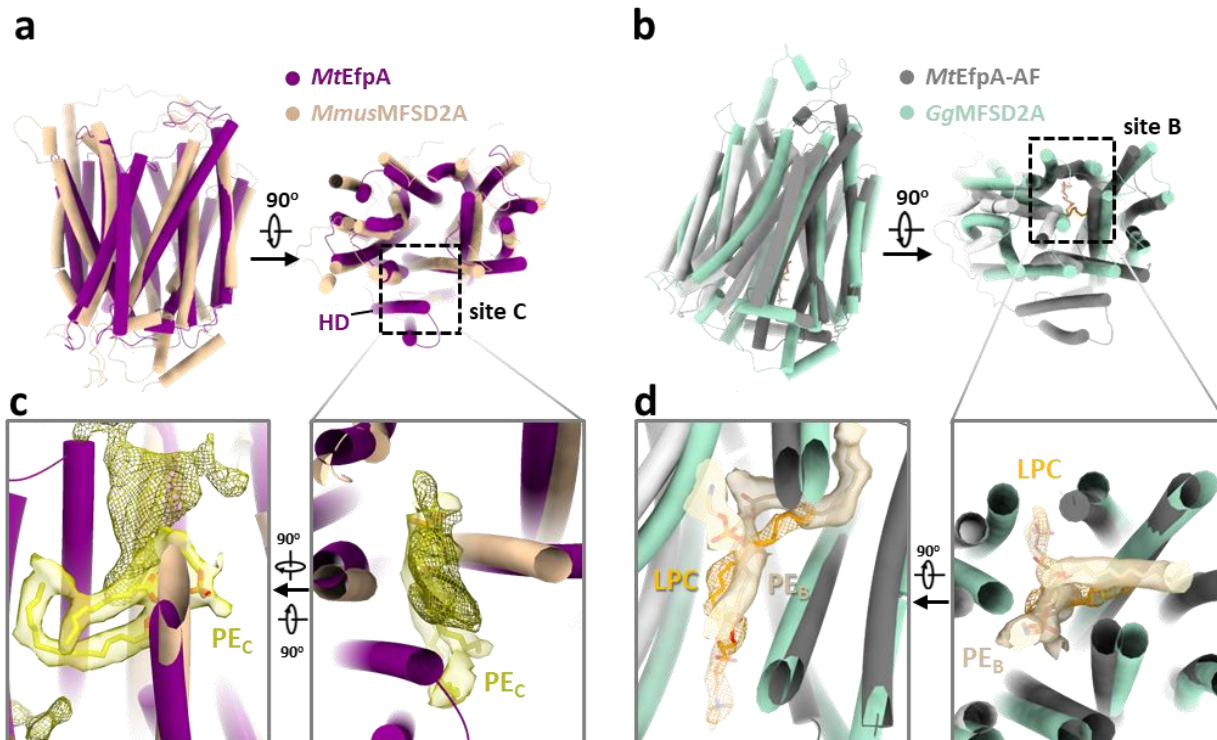 a
MtEfpA
MmusMFSD2A
90°
HD
site C
b
MtEfpA-AF
GgMFSD2A
90°
site B
c
PEC
90°
90°
PEC
d
LPC
PEB
90°
LPC
PEB